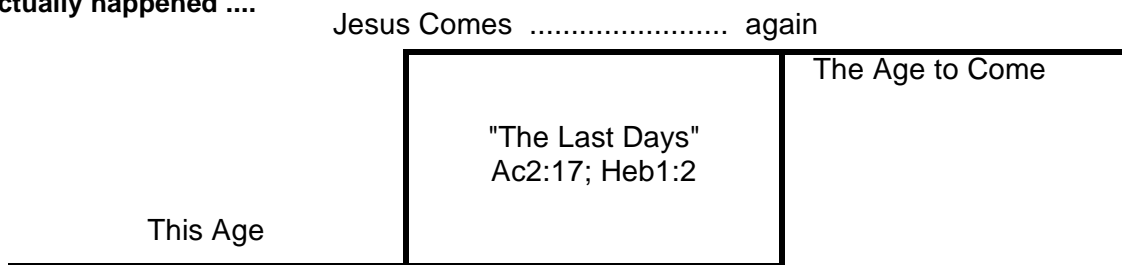 ctually happened ....
Jesus Comes ........................ again
The Age to Come
"The Last Days"
Ac2:17; Heb1:2
This Age